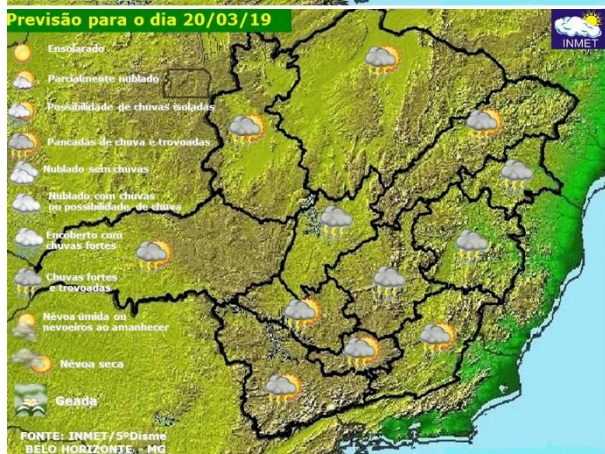 Previsão para o dia 20/03/19
INMET
Ensolarado
Parcialmente nublado
Possibilidade de chuvas isoladas
Pancadas de chuva e trovoadas
Nublado sem chuvas
Nublado com chuvas
ou possibilidade de chuva
Encoberto com
chuvas fortes
Chuvas fortes
e trovoadas
Névoa úmida ou
nevoeiros ao amanhecer
Névoa seca
Geada
FONTE: INMET/5ºDisme
BELO HORIZONTE - MG